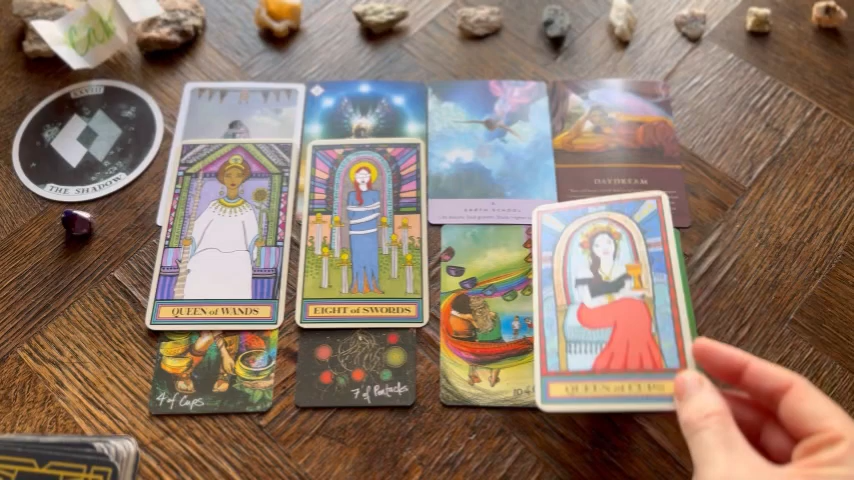 XXVIII
THE SHADOW
DAYDREAM
QUEEN of WANDS
EIGHT of SWORDS
QUEEN of CUPS
4 of Cups
7 of Pentacles